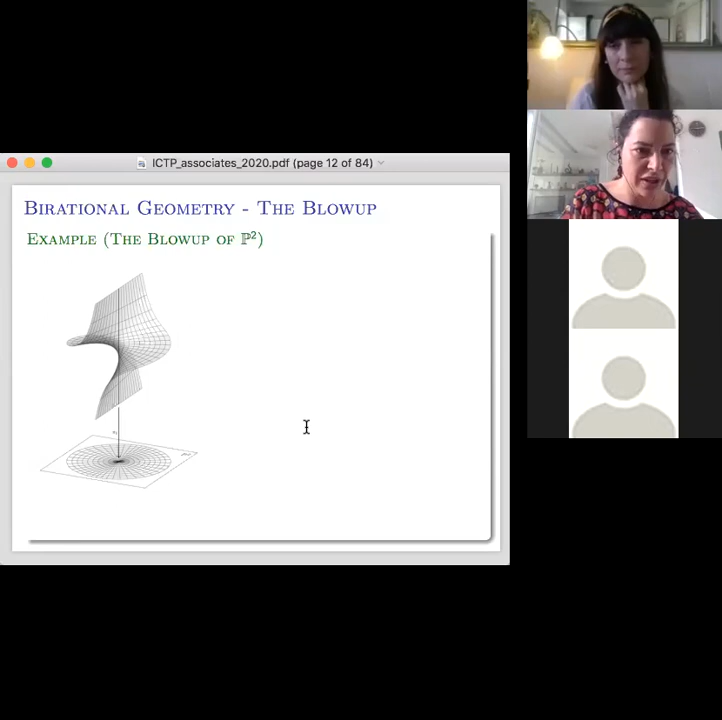 ICTP_associates_2020.pdf (page 12 of 84)
Birational Geometry - The Blowup
Example (The Blowup of ℙ²)